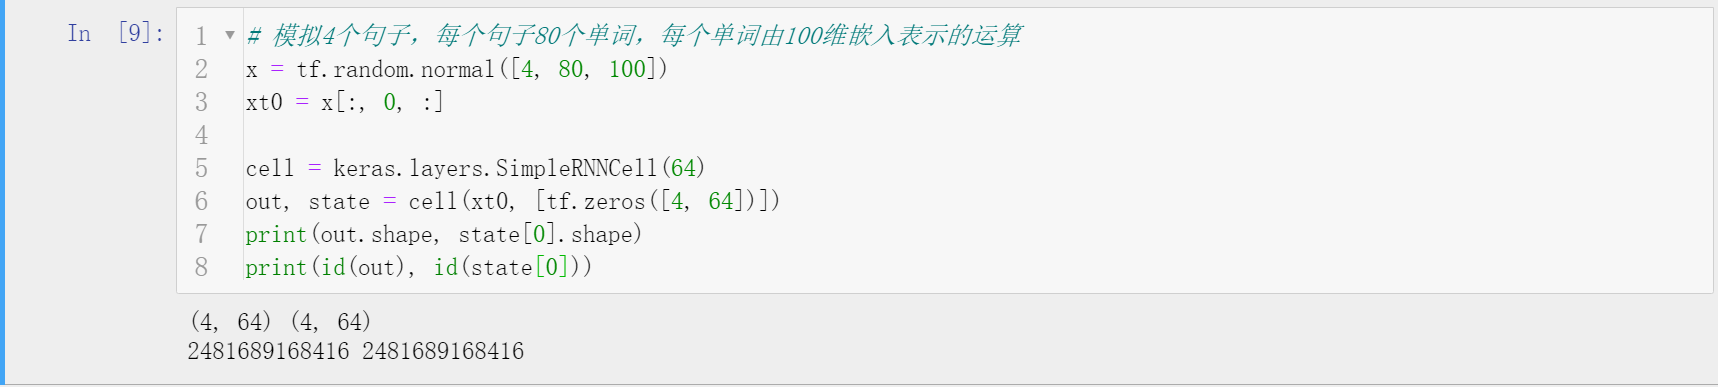 In [9]:
1 ▼ # 模拟4个句子，每个句子80个单词，每个单词由100维嵌入表示的运算
2 x = tf.random.normal([4, 80, 100])
3 xt0 = x[:, 0, :]
4
5 cell = keras.layers.SimpleRNNCell(64)
6 out, state = cell(xt0, [tf.zeros([4, 64])])
7 print(out.shape, state[0].shape)
8 print(id(out), id(state[0]))
(4, 64) (4, 64)
2481689168416 2481689168416